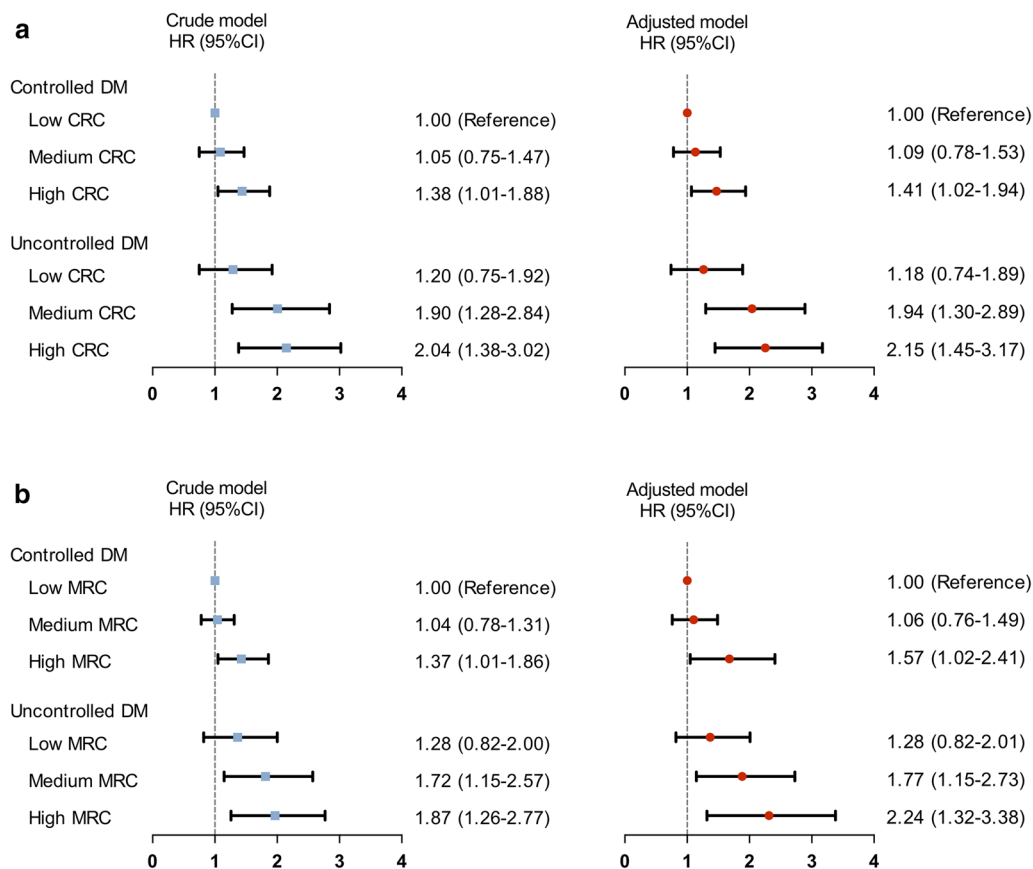 a
Crude model
HR (95%CI)
Adjusted model
HR (95%CI)
Controlled DM
Low CRC 1.00 (Reference) 1.00 (Reference)
Medium CRC 1.05 (0.75-1.47) 1.09 (0.78-1.53)
High CRC 1.38 (1.01-1.88) 1.41 (1.02-1.94)
Uncontrolled DM
Low CRC 1.20 (0.75-1.92) 1.18 (0.74-1.89)
Medium CRC 1.90 (1.28-2.84) 1.94 (1.30-2.89)
High CRC 2.04 (1.38-3.02) 2.15 (1.45-3.17)
0 1 2 3 4 0 1 2 3 4
b
Crude model
HR (95%CI)
Adjusted model
HR (95%CI)
Controlled DM
Low MRC 1.00 (Reference) 1.00 (Reference)
Medium MRC 1.04 (0.78-1.31) 1.06 (0.76-1.49)
High MRC 1.37 (1.01-1.86) 1.57 (1.02-2.41)
Uncontrolled DM
Low MRC 1.28 (0.82-2.00) 1.28 (0.82-2.01)
Medium MRC 1.72 (1.15-2.57) 1.77 (1.15-2.73)
High MRC 1.87 (1.26-2.77) 2.24 (1.32-3.38)
0 1 2 3 4 0 1 2 3 4